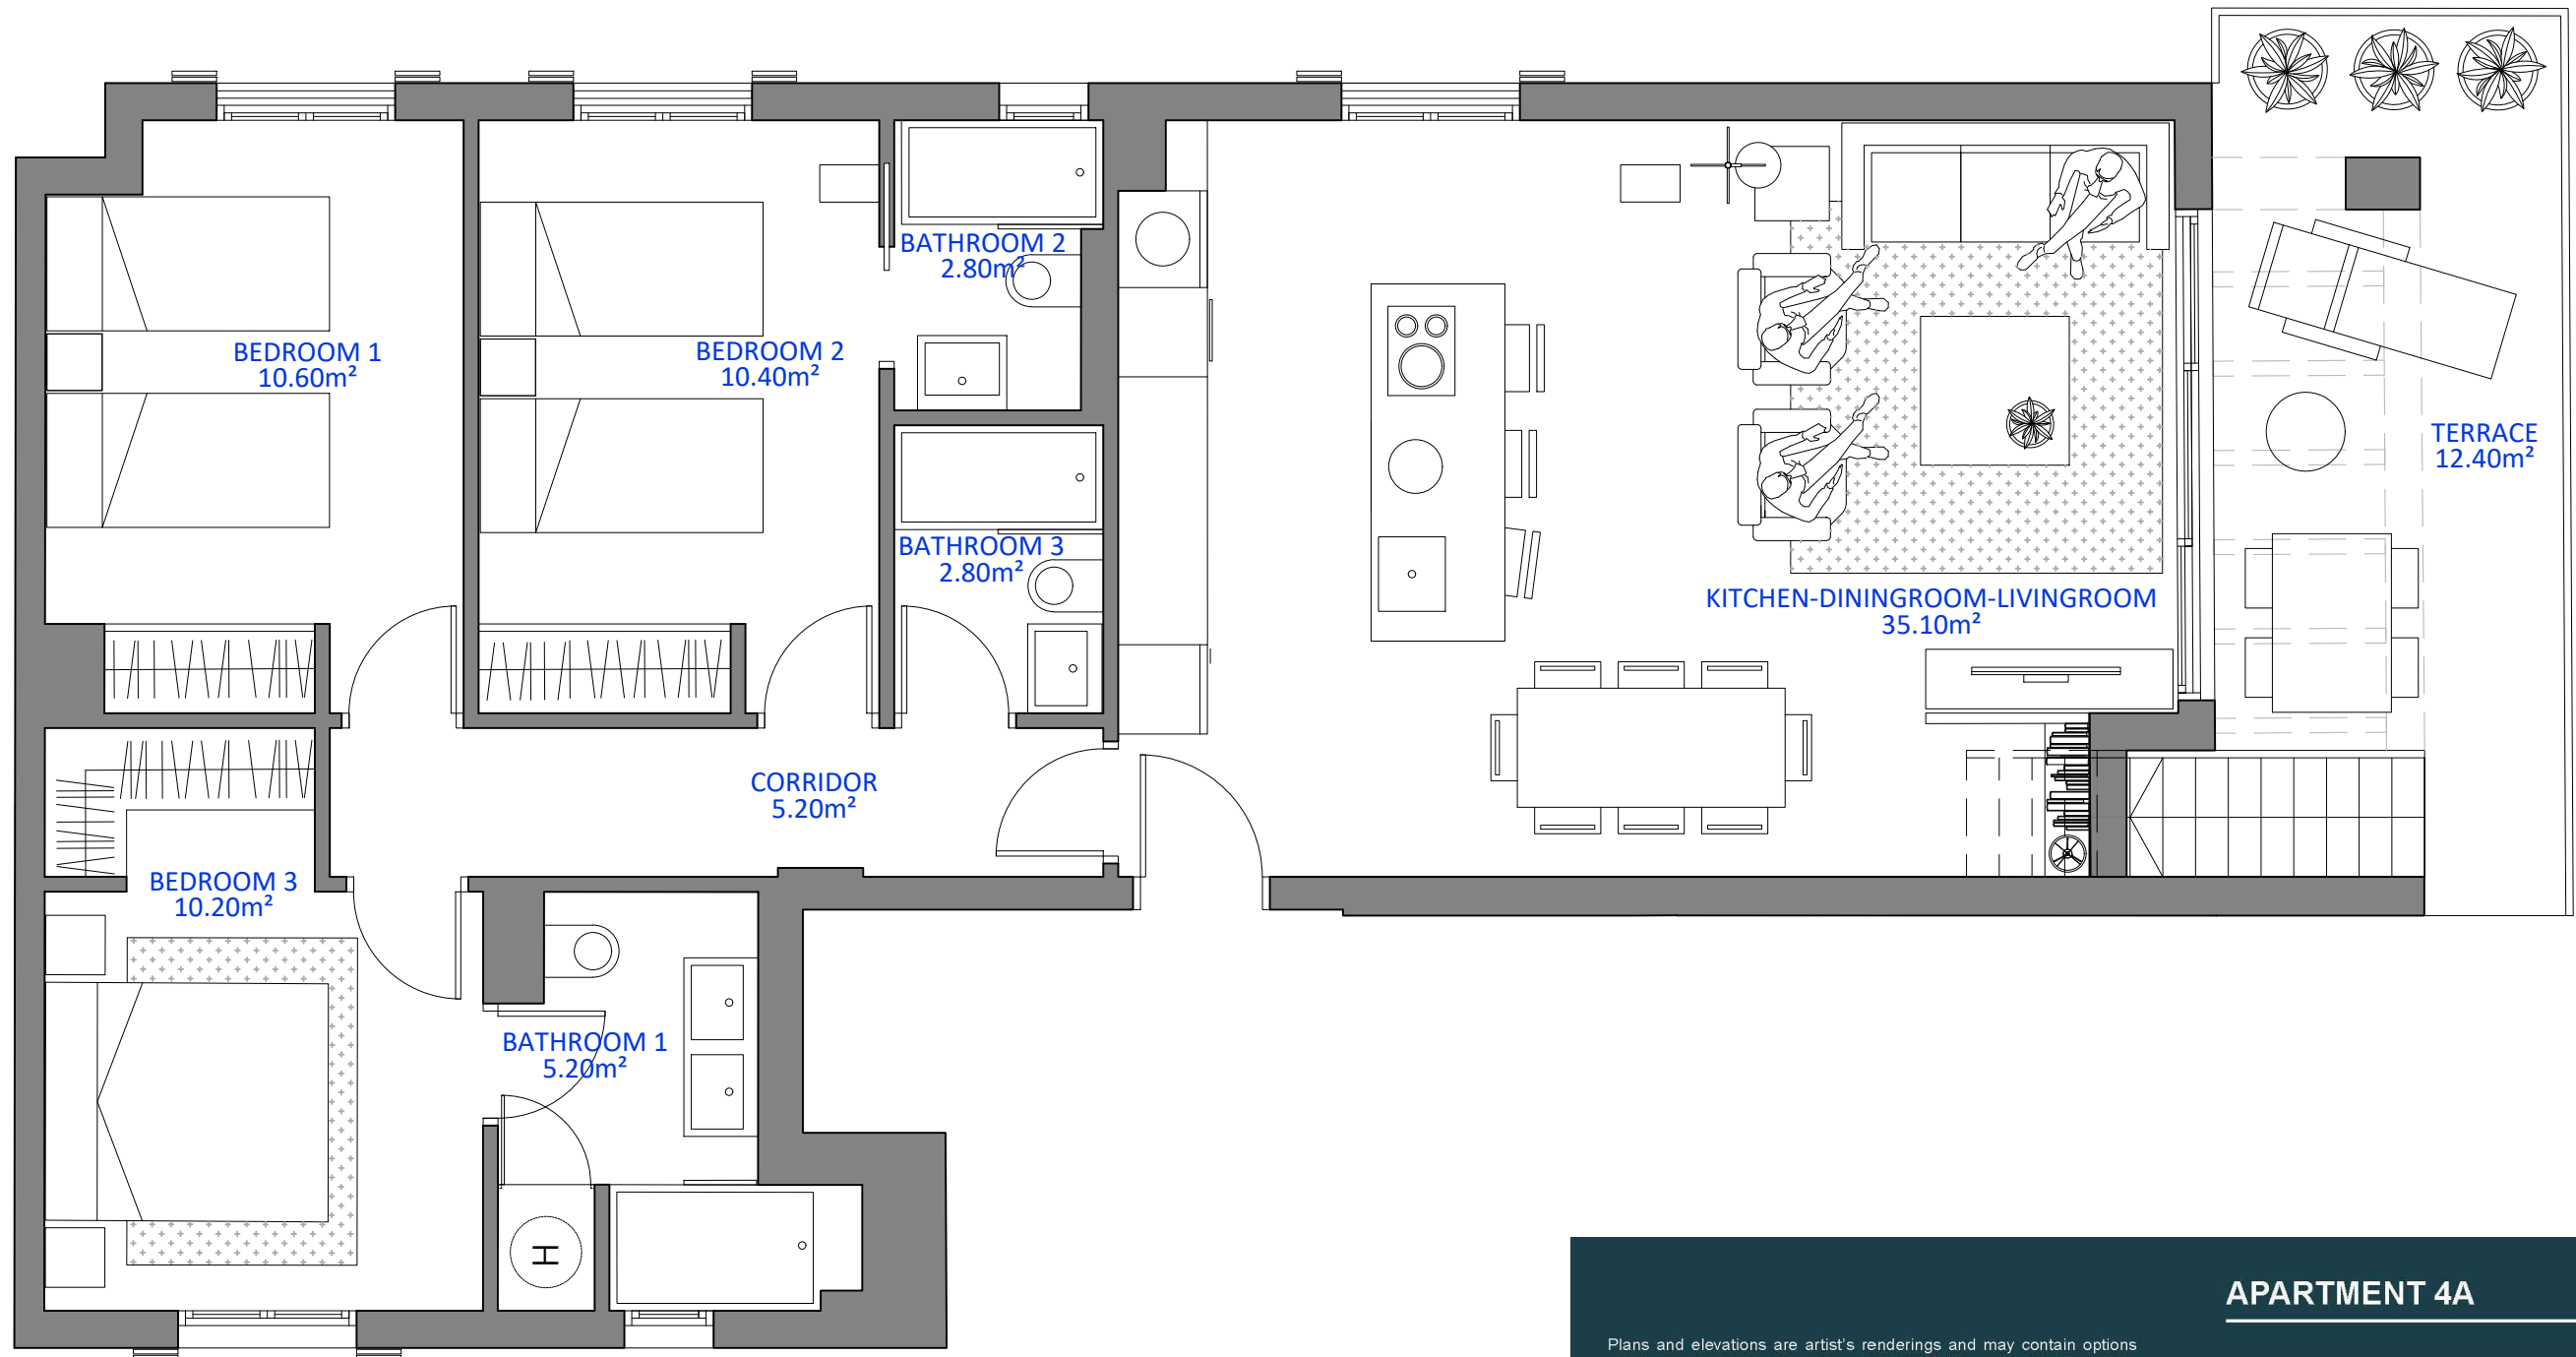 BEDROOM 1
10.60m²
BEDROOM 2
10.40m²
BATHROOM 2
2.80m²
BATHROOM 3
2.80m²
KITCHEN-DININGROOM-LIVINGROOM
35.10m²
TERRACE
12.40m²
CORRIDOR
5.20m²
BEDROOM 3
10.20m²
BATHROOM 1
5.20m²
H
APARTMENT 4A
Plans and elevations are artist's renderings and may contain options